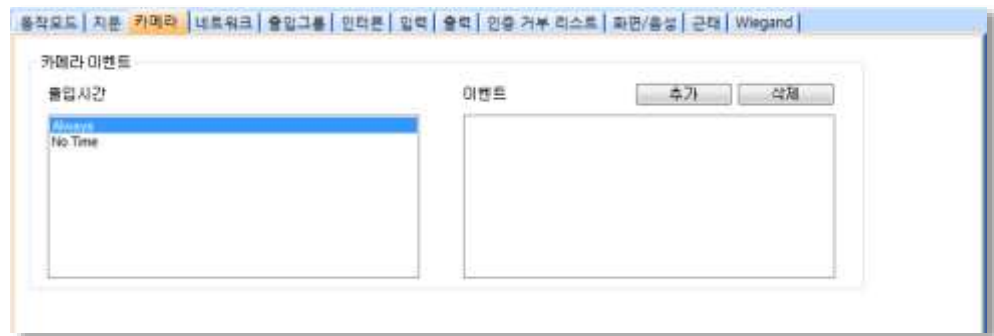 동작모드 지문 카메라 네트워크 출입그룹 인터폰 입력 출력 인증 거부 리스트 화면/음성 근태 Wiegand
카메라 이벤트
출입시간 이벤트 추가 삭제
Always
No Time